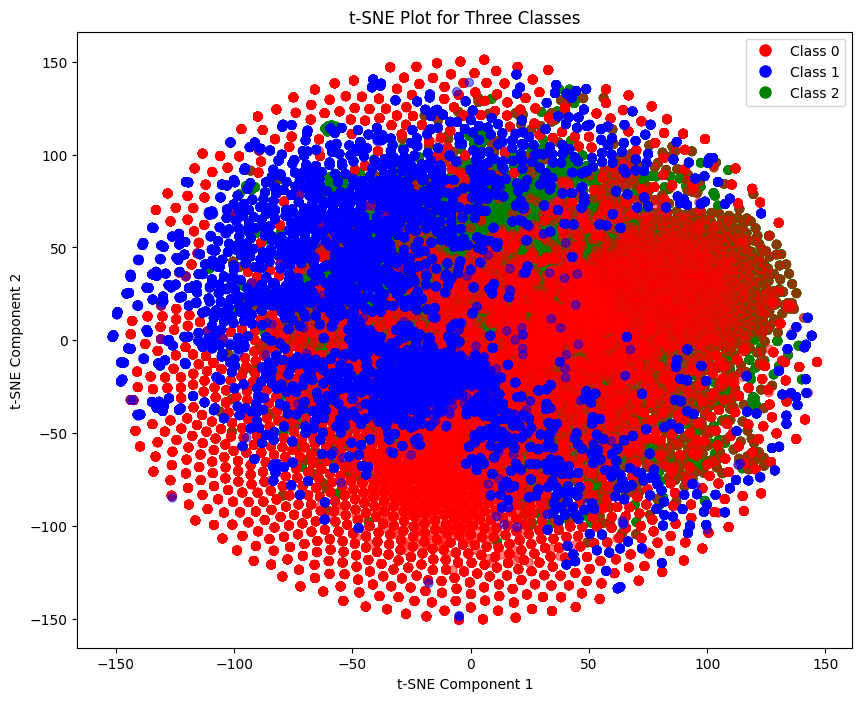 t-SNE Plot for Three Classes
Class 0
Class 1
Class 2
150
100
50
0
−50
−100
−150
t-SNE Component 2
−150
−100
−50
0
50
100
150
t-SNE Component 1